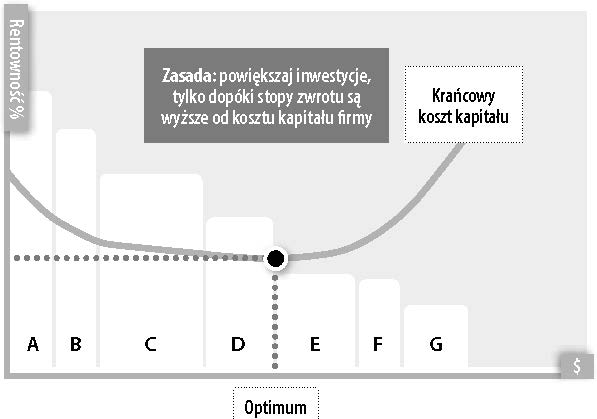 Rentowność %
Zasada: powiększaj inwestycje,
tylko dopóki stopy zwrotu są
wyższe od kosztu kapitału firmy
Krańcowy
koszt kapitału
A B C D E F G
$
Optimum